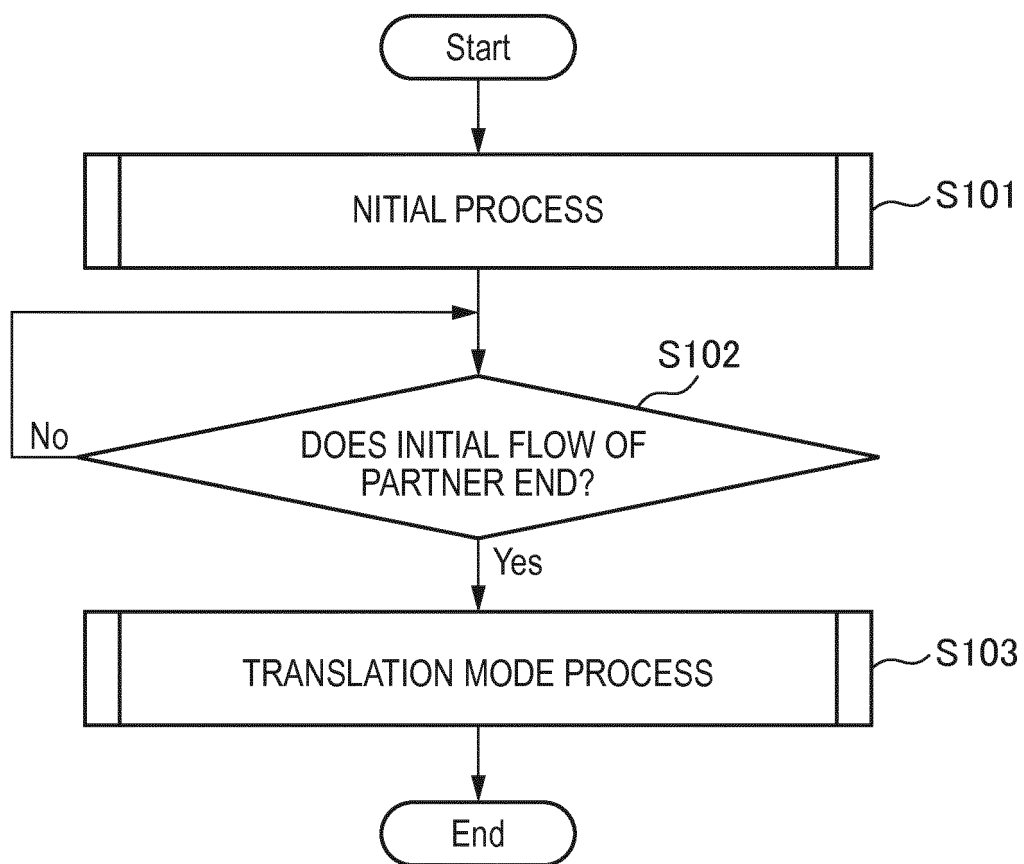 Start
NITIAL PROCESS
S101
S102
No
DOES INITIAL FLOW OF
PARTNER END?
Yes
TRANSLATION MODE PROCESS
S103
End